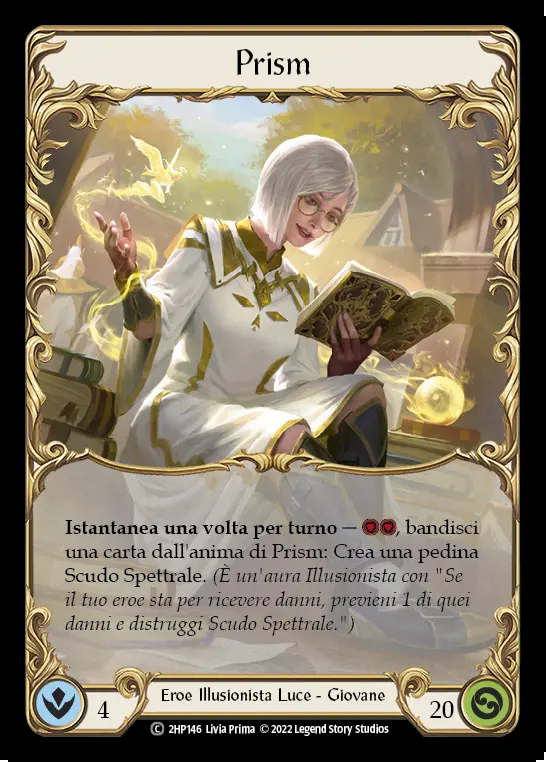 Prism
Istantanea una volta per turno — , bandisci
una carta dall'anima di Prism: Crea una pedina
Scudo Spettrale. (È un'aura Illusionista con "Se
il tuo eroe sta per ricevere danni, previeni 1 di quei
danni e distruggi Scudo Spettrale.")
4
Eroe Illusionista Luce - Giovane
20
C 2HP146 Livia Prima © 2022 Legend Story Studios